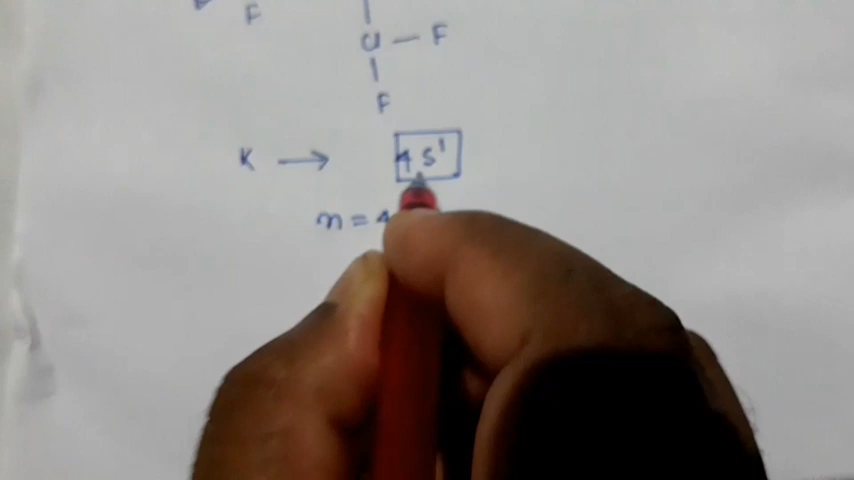 F
Cl — F
F
K → 4s¹
n = 4